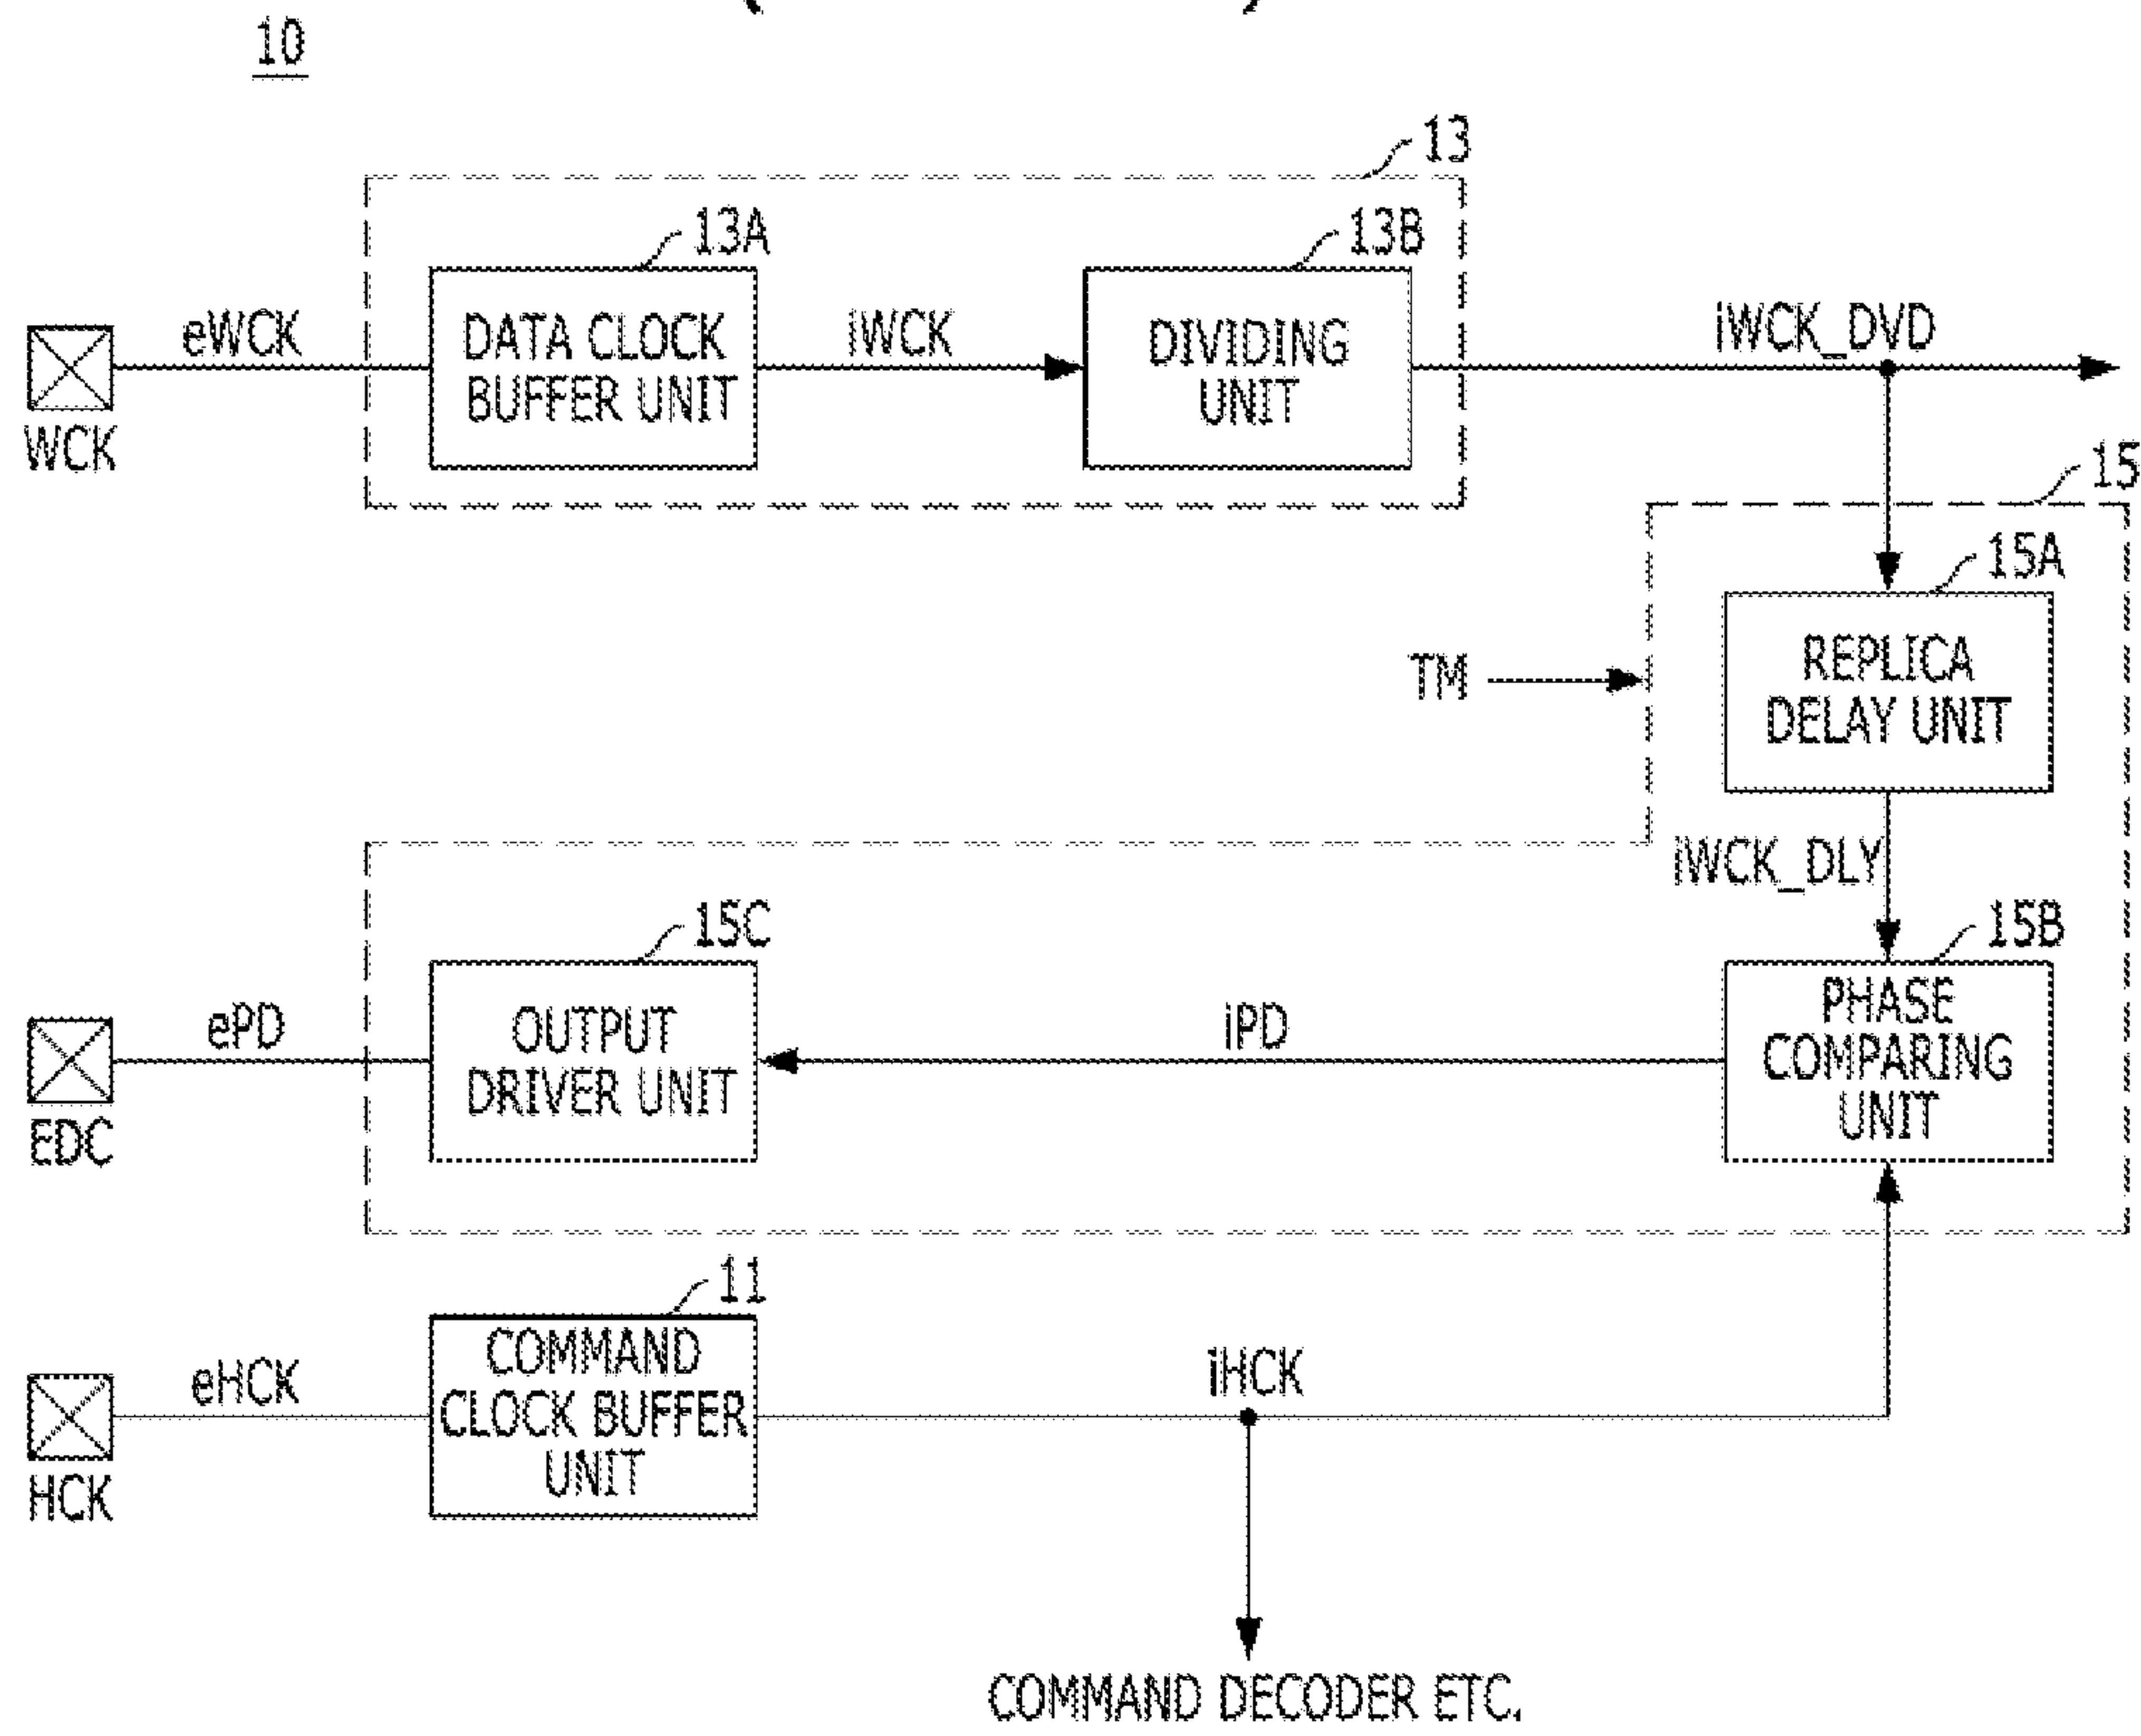 10
13
13A
13B
eWCK
DATA CLOCK
BUFFER UNIT
iWCK
DIVIDING
UNIT
iWCK_DVD
WCK
15
15A
TM
REPLICA
DELAY UNIT
iWCK_DLY
15C
15B
ePD
OUTPUT
DRIVER UNIT
iPD
PHASE
COMPARING
UNIT
EDC
11
eHCK
COMMAND
CLOCK BUFFER
UNIT
iHCK
HCK
COMMAND DECODER ETC.